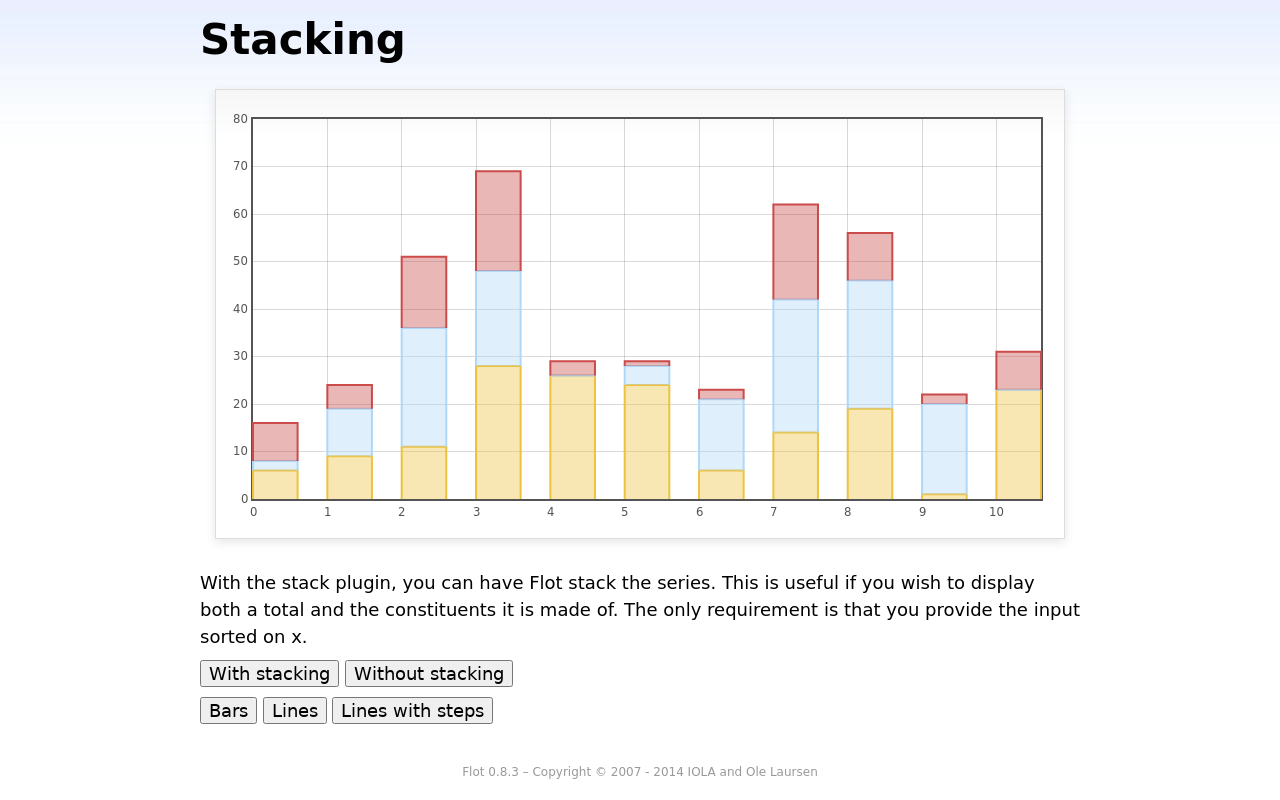 Stacking
80
70
60
50
40
30
20
10
0
0 1 2 3 4 5 6 7 8 9 10
With the stack plugin, you can have Flot stack the series. This is useful if you wish to display
both a total and the constituents it is made of. The only requirement is that you provide the input
sorted on x.
With stacking Without stacking
Bars Lines Lines with steps
Flot 0.8.3 – Copyright © 2007 - 2014 IOLA and Ole Laursen